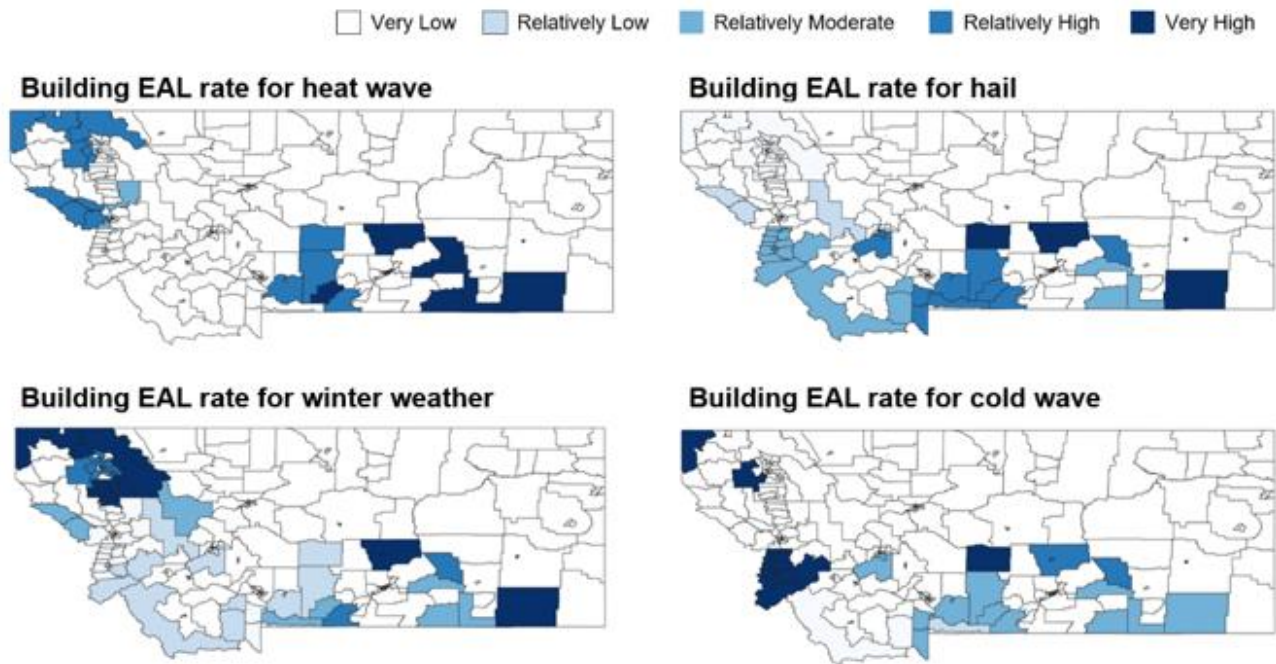 Very Low Relatively Low Relatively Moderate Relatively High Very High
Building EAL rate for heat wave
Building EAL rate for hail
Building EAL rate for winter weather
Building EAL rate for cold wave